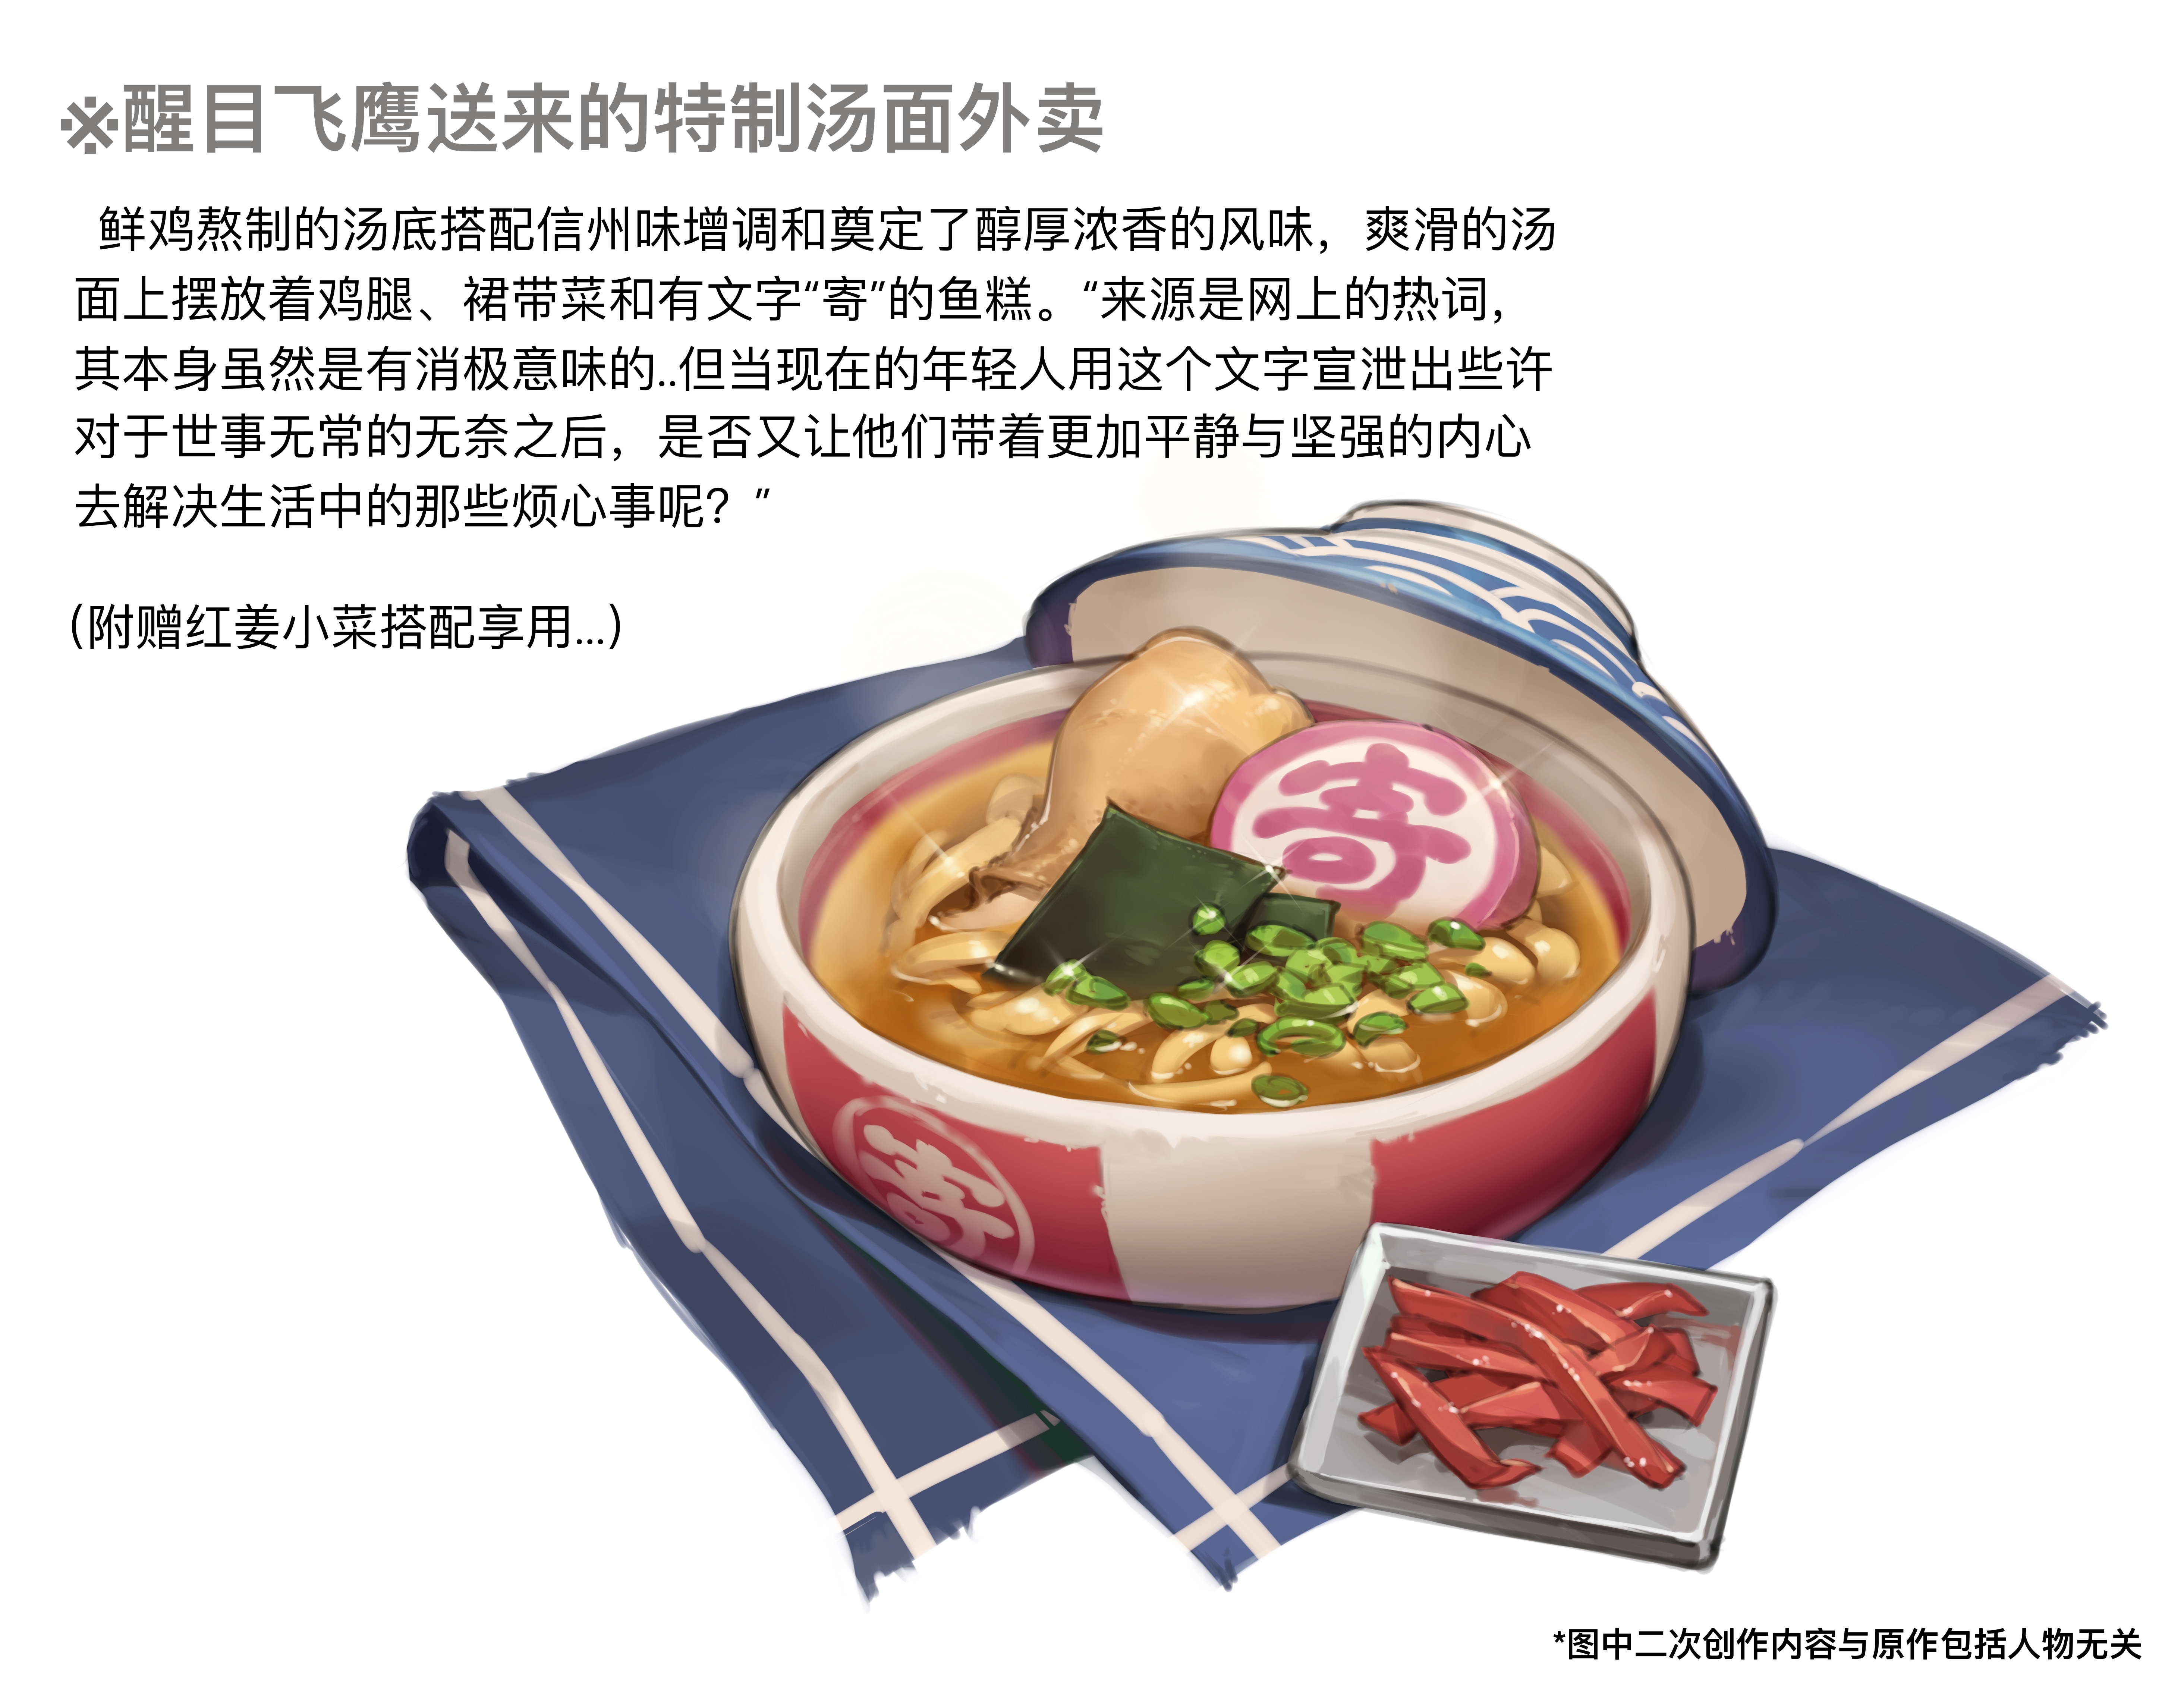 ※醒目飞鹰送来的特制汤面外卖
鲜鸡熬制的汤底搭配信州味增调和奠定了醇厚浓香的风味，爽滑的汤
面上摆放着鸡腿、裙带菜和有文字“寄”的鱼糕。“来源是网上的热词，
其本身虽然是有消极意味的..但当现在的年轻人用这个文字宣泄出些许
对于世事无常的无奈之后，是否又让他们带着更加平静与坚强的内心
去解决生活中的那些烦心事呢？”
(附赠红姜小菜搭配享用...)
寄
寄
*图中二次创作内容与原作包括人物无关